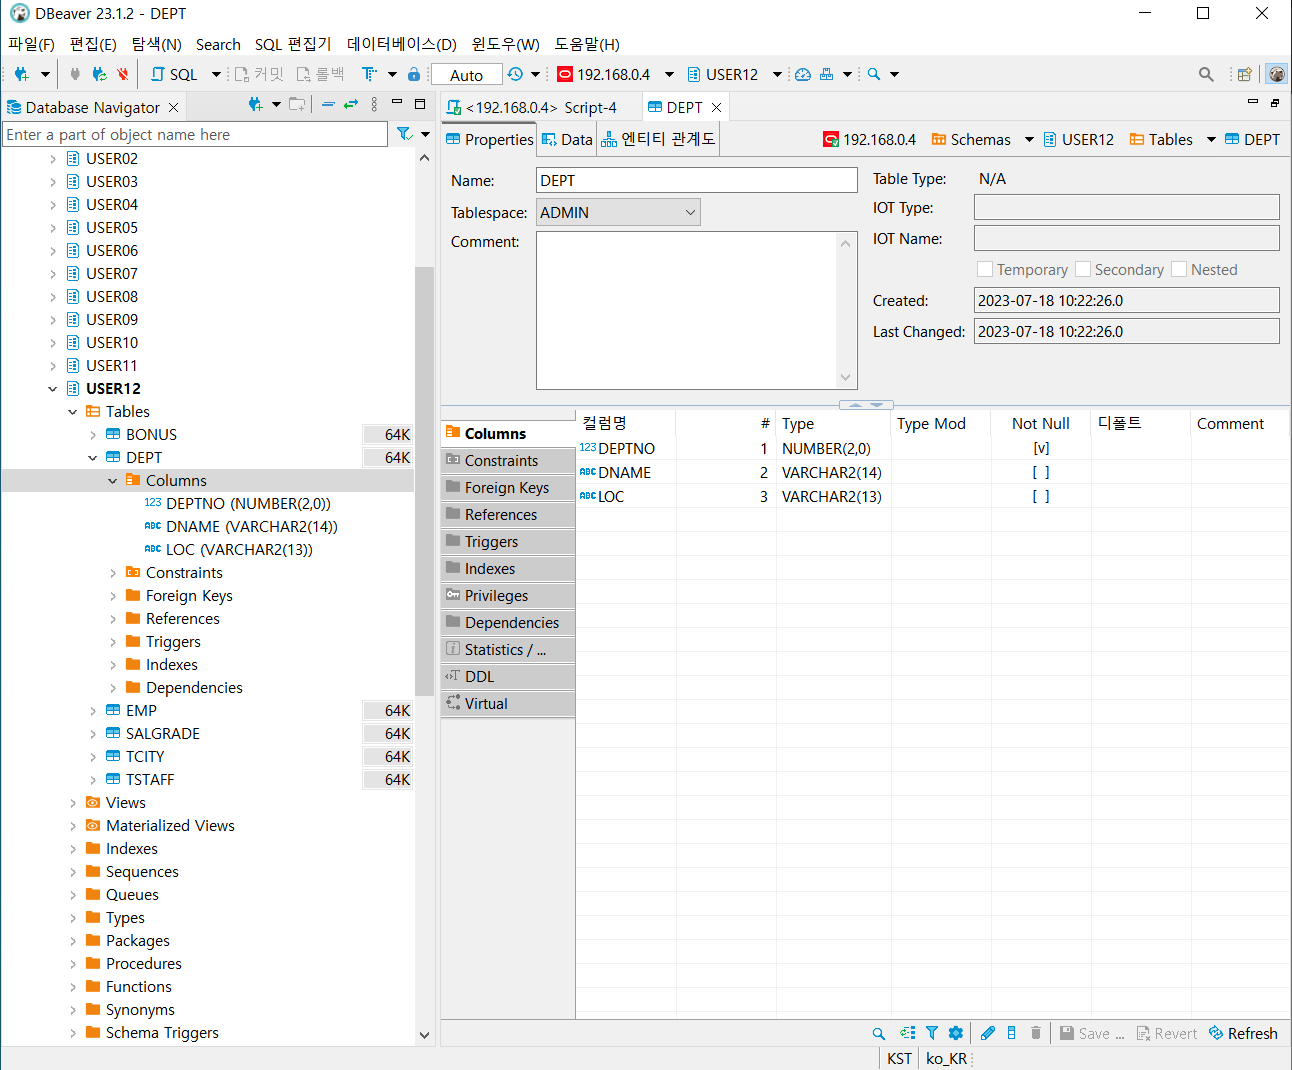 DBeaver 23.1.2 - DEPT
파일(F) 편집(E) 탐색(N) Search SQL 편집기 데이터베이스(D) 윈도우(W) 도움말(H)
SQL 커밋 롤백 Auto 192.168.0.4 USER12
Database Navigator
Enter a part of object name here
USER02
USER03
USER04
USER05
USER06
USER07
USER08
USER09
USER10
USER11
USER12
Tables
BONUS 64K
DEPT 64K
Columns
DEPTNO (NUMBER(2,0))
DNAME (VARCHAR2(14))
LOC (VARCHAR2(13))
Constraints
Foreign Keys
References
Triggers
Indexes
Dependencies
EMP 64K
SALGRADE 64K
TCITY 64K
TSTAFF 64K
Views
Materialized Views
Indexes
Sequences
Queues
Types
Packages
Procedures
Functions
Synonyms
Schema Triggers
<192.168.0.4> Script-4 DEPT
Properties Data 엔티티 관계도 192.168.0.4 Schemas USER12 Tables DEPT
Name: DEPT
Tablespace: ADMIN
Comment:
Table Type: N/A
IOT Type:
IOT Name:
Temporary Secondary Nested
Created: 2023-07-18 10:22:26.0
Last Changed: 2023-07-18 10:22:26.0
Columns
Constraints
Foreign Keys
References
Triggers
Indexes
Privileges
Dependencies
Statistics / ...
DDL
Virtual
컬럼명 # Type Type Mod Not Null 디폴트 Comment
123 DEPTNO 1 NUMBER(2,0) [v]
ABC DNAME 2 VARCHAR2(14) [ ]
ABC LOC 3 VARCHAR2(13) [ ]
Save ... Revert Refresh
KST ko_KR